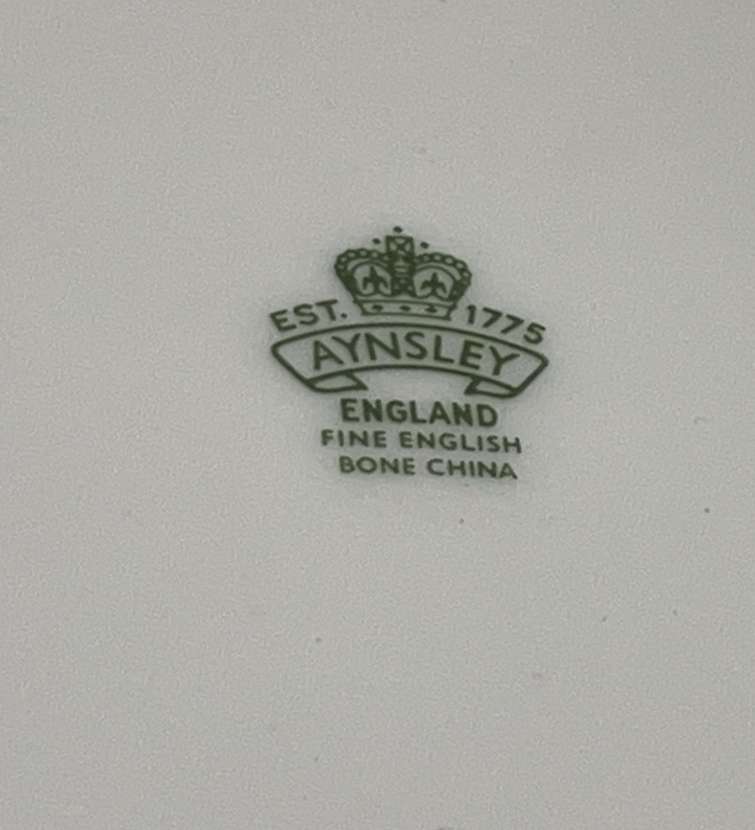 EST. 1775
AYNSLEY
ENGLAND
FINE ENGLISH
BONE CHINA